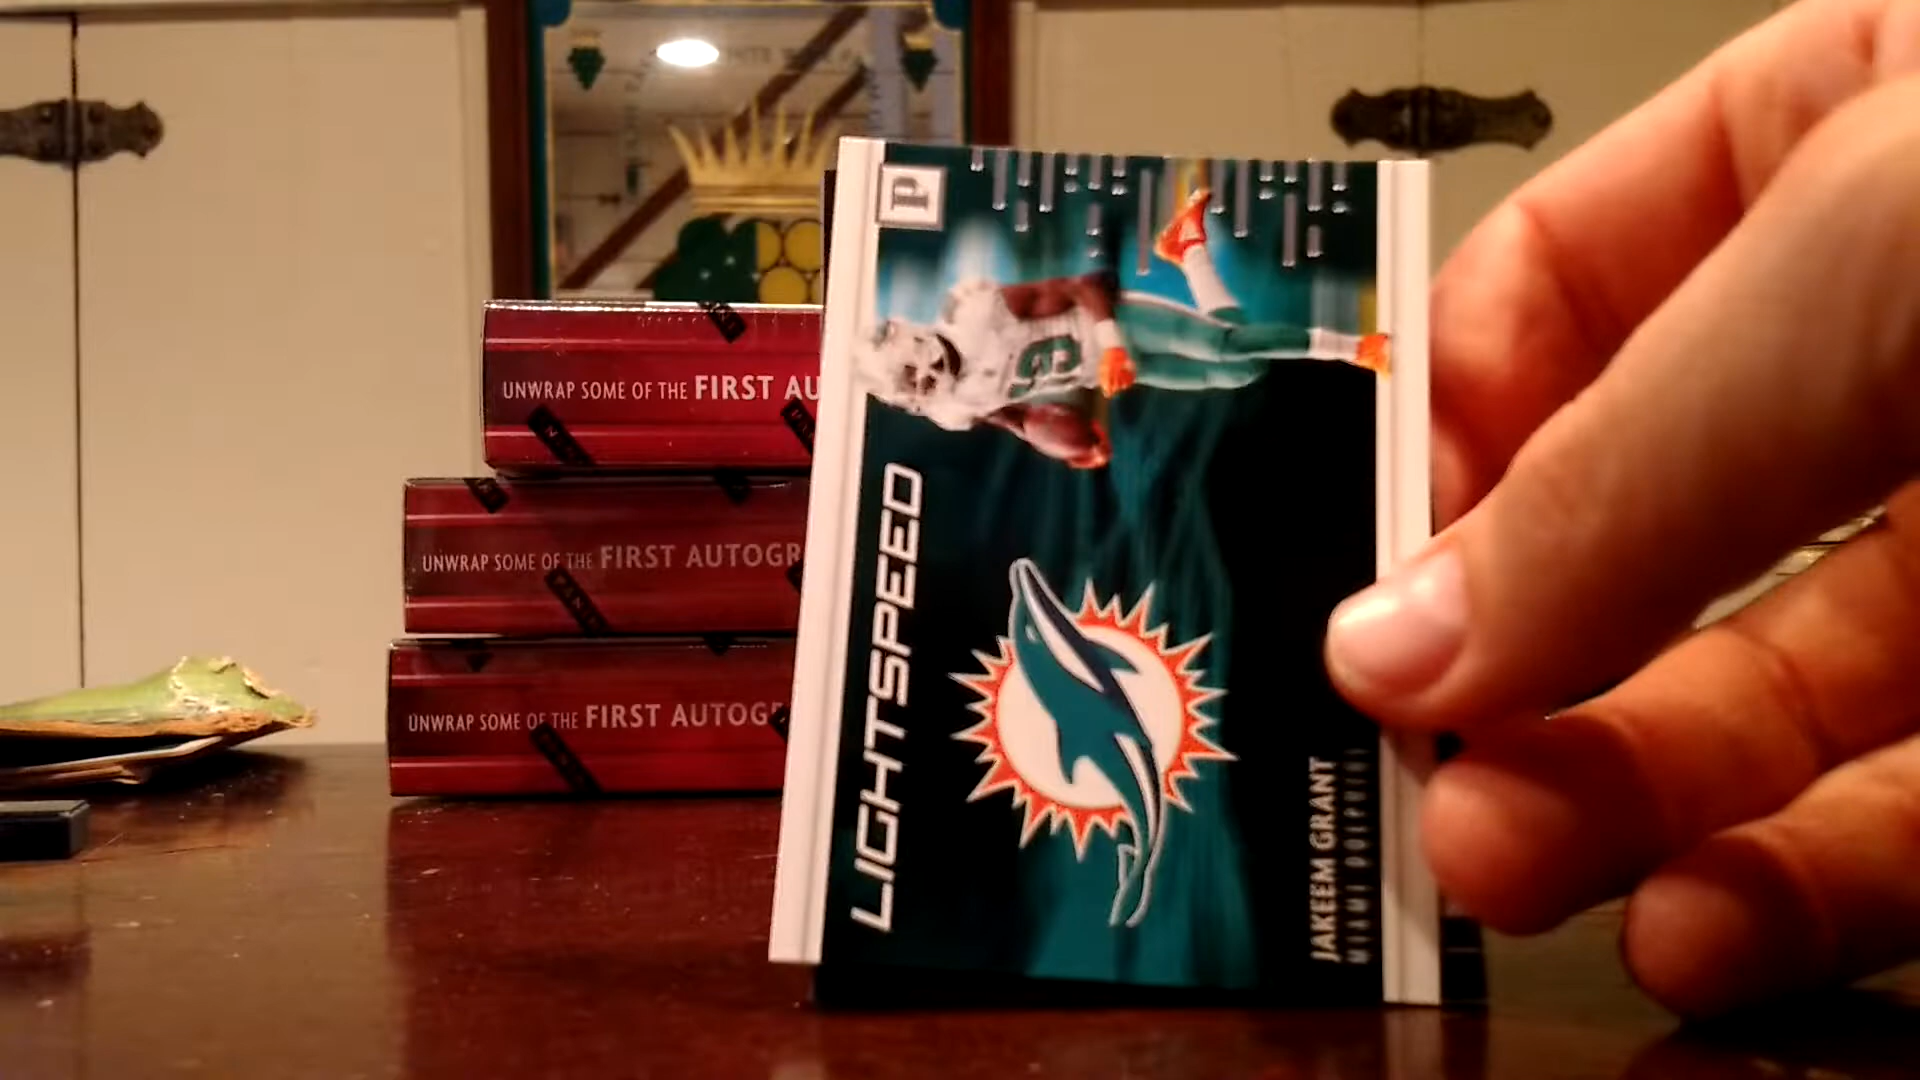 UNWRAP SOME OF THE FIRST AU
UNWRAP SOME OF THE FIRST AUTOGR
UNWRAP SOME OF THE FIRST AUTOGR
P
LIGHTSPEED
JAKEEM GRANT
MIAMI DOLPHINS